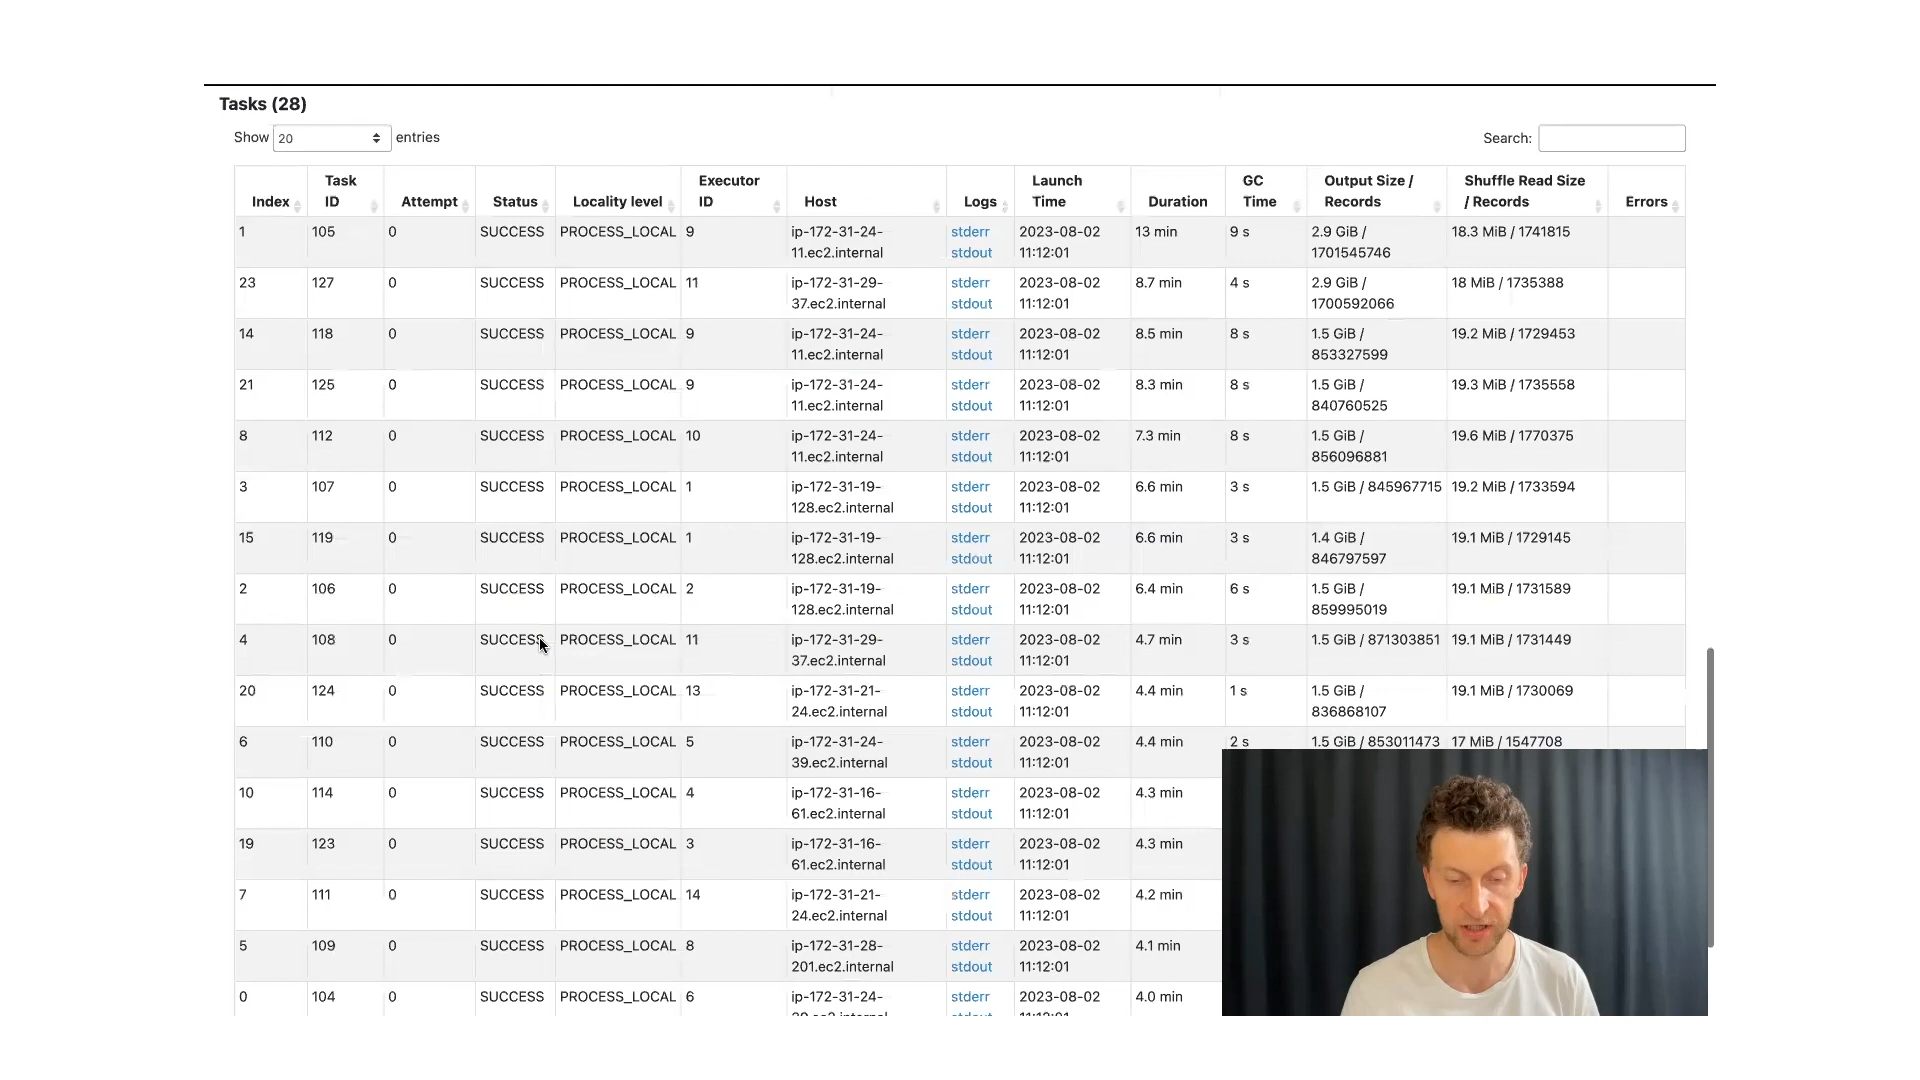 Tasks (28)
Show 20 entries
Search:
Index Task ID Attempt Status Locality level Executor ID Host Logs Launch Time Duration GC Time Output Size / Records Shuffle Read Size / Records Errors
1 105 0 SUCCESS PROCESS_LOCAL 9 ip-172-31-24- stderr 2023-08-02 13 min 9 s 2.9 GiB / 18.3 MiB / 1741815
11.ec2.internal stdout 11:12:01 1701545746
23 127 0 SUCCESS PROCESS_LOCAL 11 ip-172-31-29- stderr 2023-08-02 8.7 min 4 s 2.9 GiB / 18 MiB / 1735388
37.ec2.internal stdout 11:12:01 1700592066
14 118 0 SUCCESS PROCESS_LOCAL 9 ip-172-31-24- stderr 2023-08-02 8.5 min 8 s 1.5 GiB / 19.2 MiB / 1729453
11.ec2.internal stdout 11:12:01 853327599
21 125 0 SUCCESS PROCESS_LOCAL 9 ip-172-31-24- stderr 2023-08-02 8.3 min 8 s 1.5 GiB / 19.3 MiB / 1735558
11.ec2.internal stdout 11:12:01 840760525
8 112 0 SUCCESS PROCESS_LOCAL 10 ip-172-31-24- stderr 2023-08-02 7.3 min 8 s 1.5 GiB / 19.6 MiB / 1770375
11.ec2.internal stdout 11:12:01 856096881
3 107 0 SUCCESS PROCESS_LOCAL 1 ip-172-31-19- stderr 2023-08-02 6.6 min 3 s 1.5 GiB / 845967715 19.2 MiB / 1733594
128.ec2.internal stdout 11:12:01
15 119 0 SUCCESS PROCESS_LOCAL 1 ip-172-31-19- stderr 2023-08-02 6.6 min 3 s 1.4 GiB / 19.1 MiB / 1729145
128.ec2.internal stdout 11:12:01 846797597
2 106 0 SUCCESS PROCESS_LOCAL 2 ip-172-31-19- stderr 2023-08-02 6.4 min 6 s 1.5 GiB / 19.1 MiB / 1731589
128.ec2.internal stdout 11:12:01 859995019
4 108 0 SUCCESS PROCESS_LOCAL 11 ip-172-31-29- stderr 2023-08-02 4.7 min 3 s 1.5 GiB / 871303851 19.1 MiB / 1731449
37.ec2.internal stdout 11:12:01
20 124 0 SUCCESS PROCESS_LOCAL 13 ip-172-31-21- stderr 2023-08-02 4.4 min 1 s 1.5 GiB / 19.1 MiB / 1730069
24.ec2.internal stdout 11:12:01 836868107
6 110 0 SUCCESS PROCESS_LOCAL 5 ip-172-31-24- stderr 2023-08-02 4.4 min 2 s 1.5 GiB / 853011473 17 MiB / 1547708
39.ec2.internal stdout 11:12:01
10 114 0 SUCCESS PROCESS_LOCAL 4 ip-172-31-16- stderr 2023-08-02 4.3 min
61.ec2.internal stdout 11:12:01
19 123 0 SUCCESS PROCESS_LOCAL 3 ip-172-31-16- stderr 2023-08-02 4.3 min
61.ec2.internal stdout 11:12:01
7 111 0 SUCCESS PROCESS_LOCAL 14 ip-172-31-21- stderr 2023-08-02 4.2 min
24.ec2.internal stdout 11:12:01
5 109 0 SUCCESS PROCESS_LOCAL 8 ip-172-31-28- stderr 2023-08-02 4.1 min
201.ec2.internal stdout 11:12:01
0 104 0 SUCCESS PROCESS_LOCAL 6 ip-172-31-24- stderr 2023-08-02 4.0 min